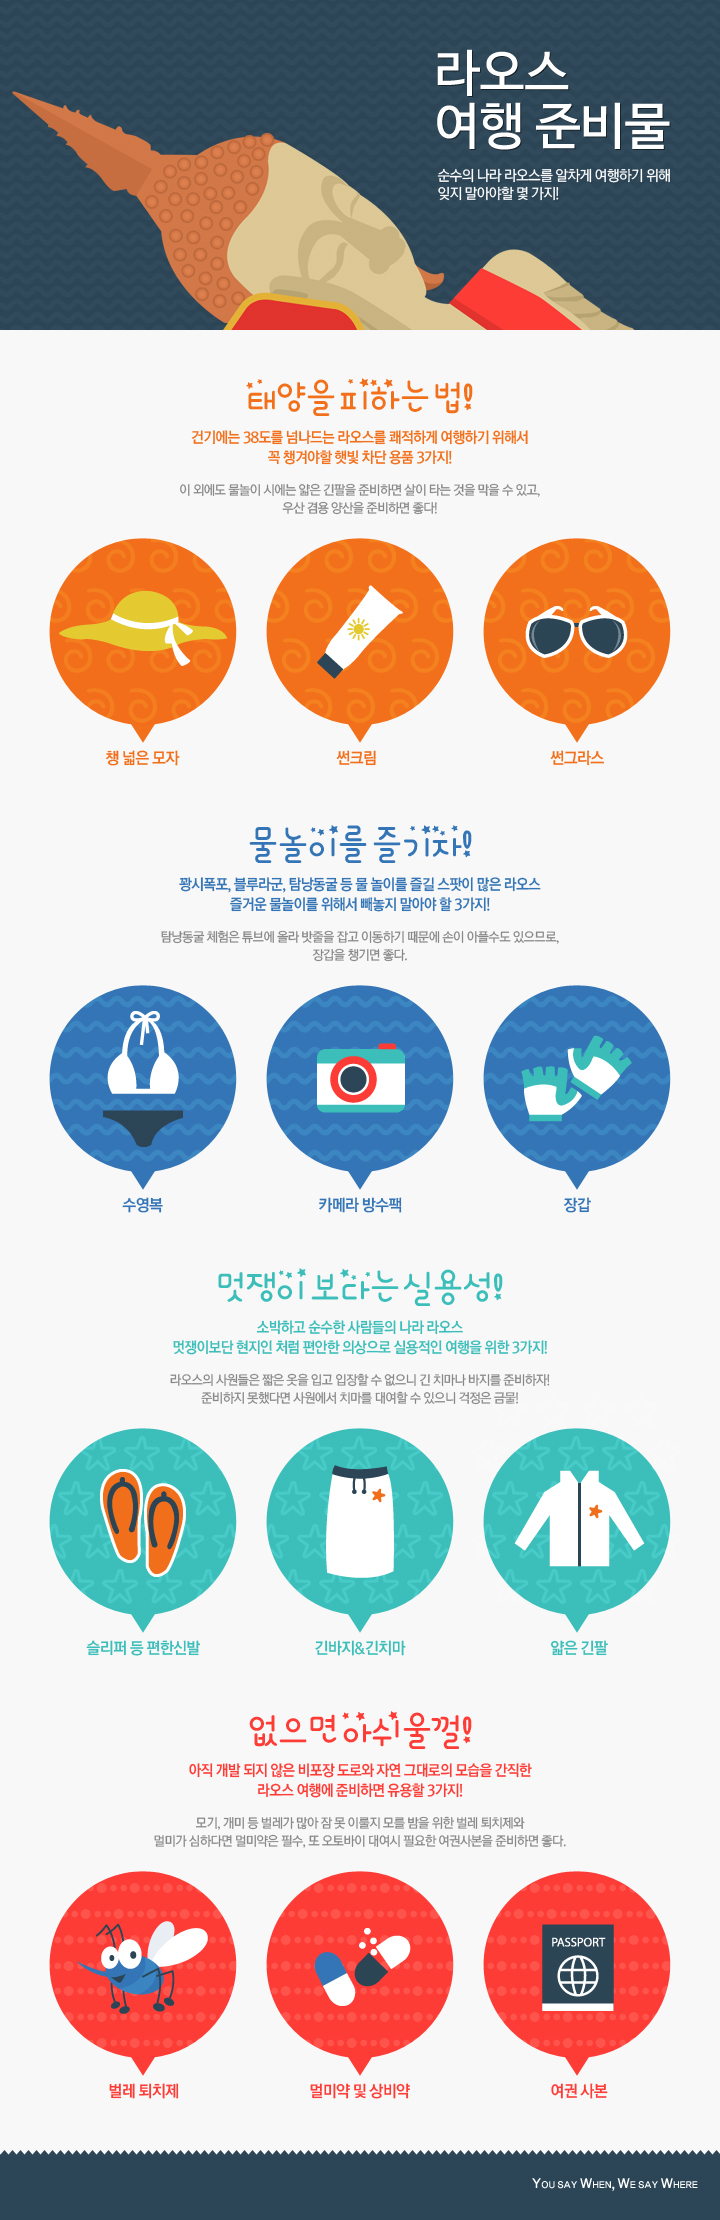 라오스
여행 준비물
순수의 나라 라오스를 알차게 여행하기 위해
잊지 말아야할 몇 가지!
태양을 피하는 법!
건기에는 38도를 넘나드는 라오스를 쾌적하게 여행하기 위해서
꼭 챙겨야할 햇빛 차단 용품 3가지!
이 외에도 물놀이 시에는 얇은 긴팔을 준비하면 살이 타는 것을 막을 수 있고,
우산 겸용 양산을 준비하면 좋다!
챙 넓은 모자
썬크림
썬그라스
물놀이를 즐기자!
꽝시폭포, 블루라군, 탐낭동굴 등 물 놀이를 즐길 스팟이 많은 라오스
즐거운 물놀이를 위해서 빼놓지 말아야 할 3가지!
탐낭동굴 체험은 튜브에 올라 밧줄을 잡고 이동하기 때문에 손이 아플수도 있으므로,
장갑을 챙기면 좋다.
수영복
카메라 방수팩
장갑
멋쟁이 보다는 실용성!
소박하고 순수한 사람들의 나라 라오스
멋쟁이보단 현지인 처럼 편안한 의상으로 실용적인 여행을 위한 3가지!
라오스의 사원들은 짧은 옷을 입고 입장할 수 없으니 긴 치마나 바지를 준비하자!
준비하지 못했다면 사원에서 치마를 대여할 수 있으니 걱정은 금물!
슬리퍼 등 편한신발
긴바지&긴치마
얇은 긴팔
없으면 아쉬울껄!
아직 개발 되지 않은 비포장 도로와 자연 그대로의 모습을 간직한
라오스 여행에 준비하면 유용할 3가지!
모기, 개미 등 벌레가 많아 잠 못 이룰지 모를 밤을 위한 벌레 퇴치제와
멀미가 심하다면 멀미약은 필수, 또 오토바이 대여시 필요한 여권사본을 준비하면 좋다.
PASSPORT
벌레 퇴치제
멀미약 및 상비약
여권 사본
You say When, We say Where